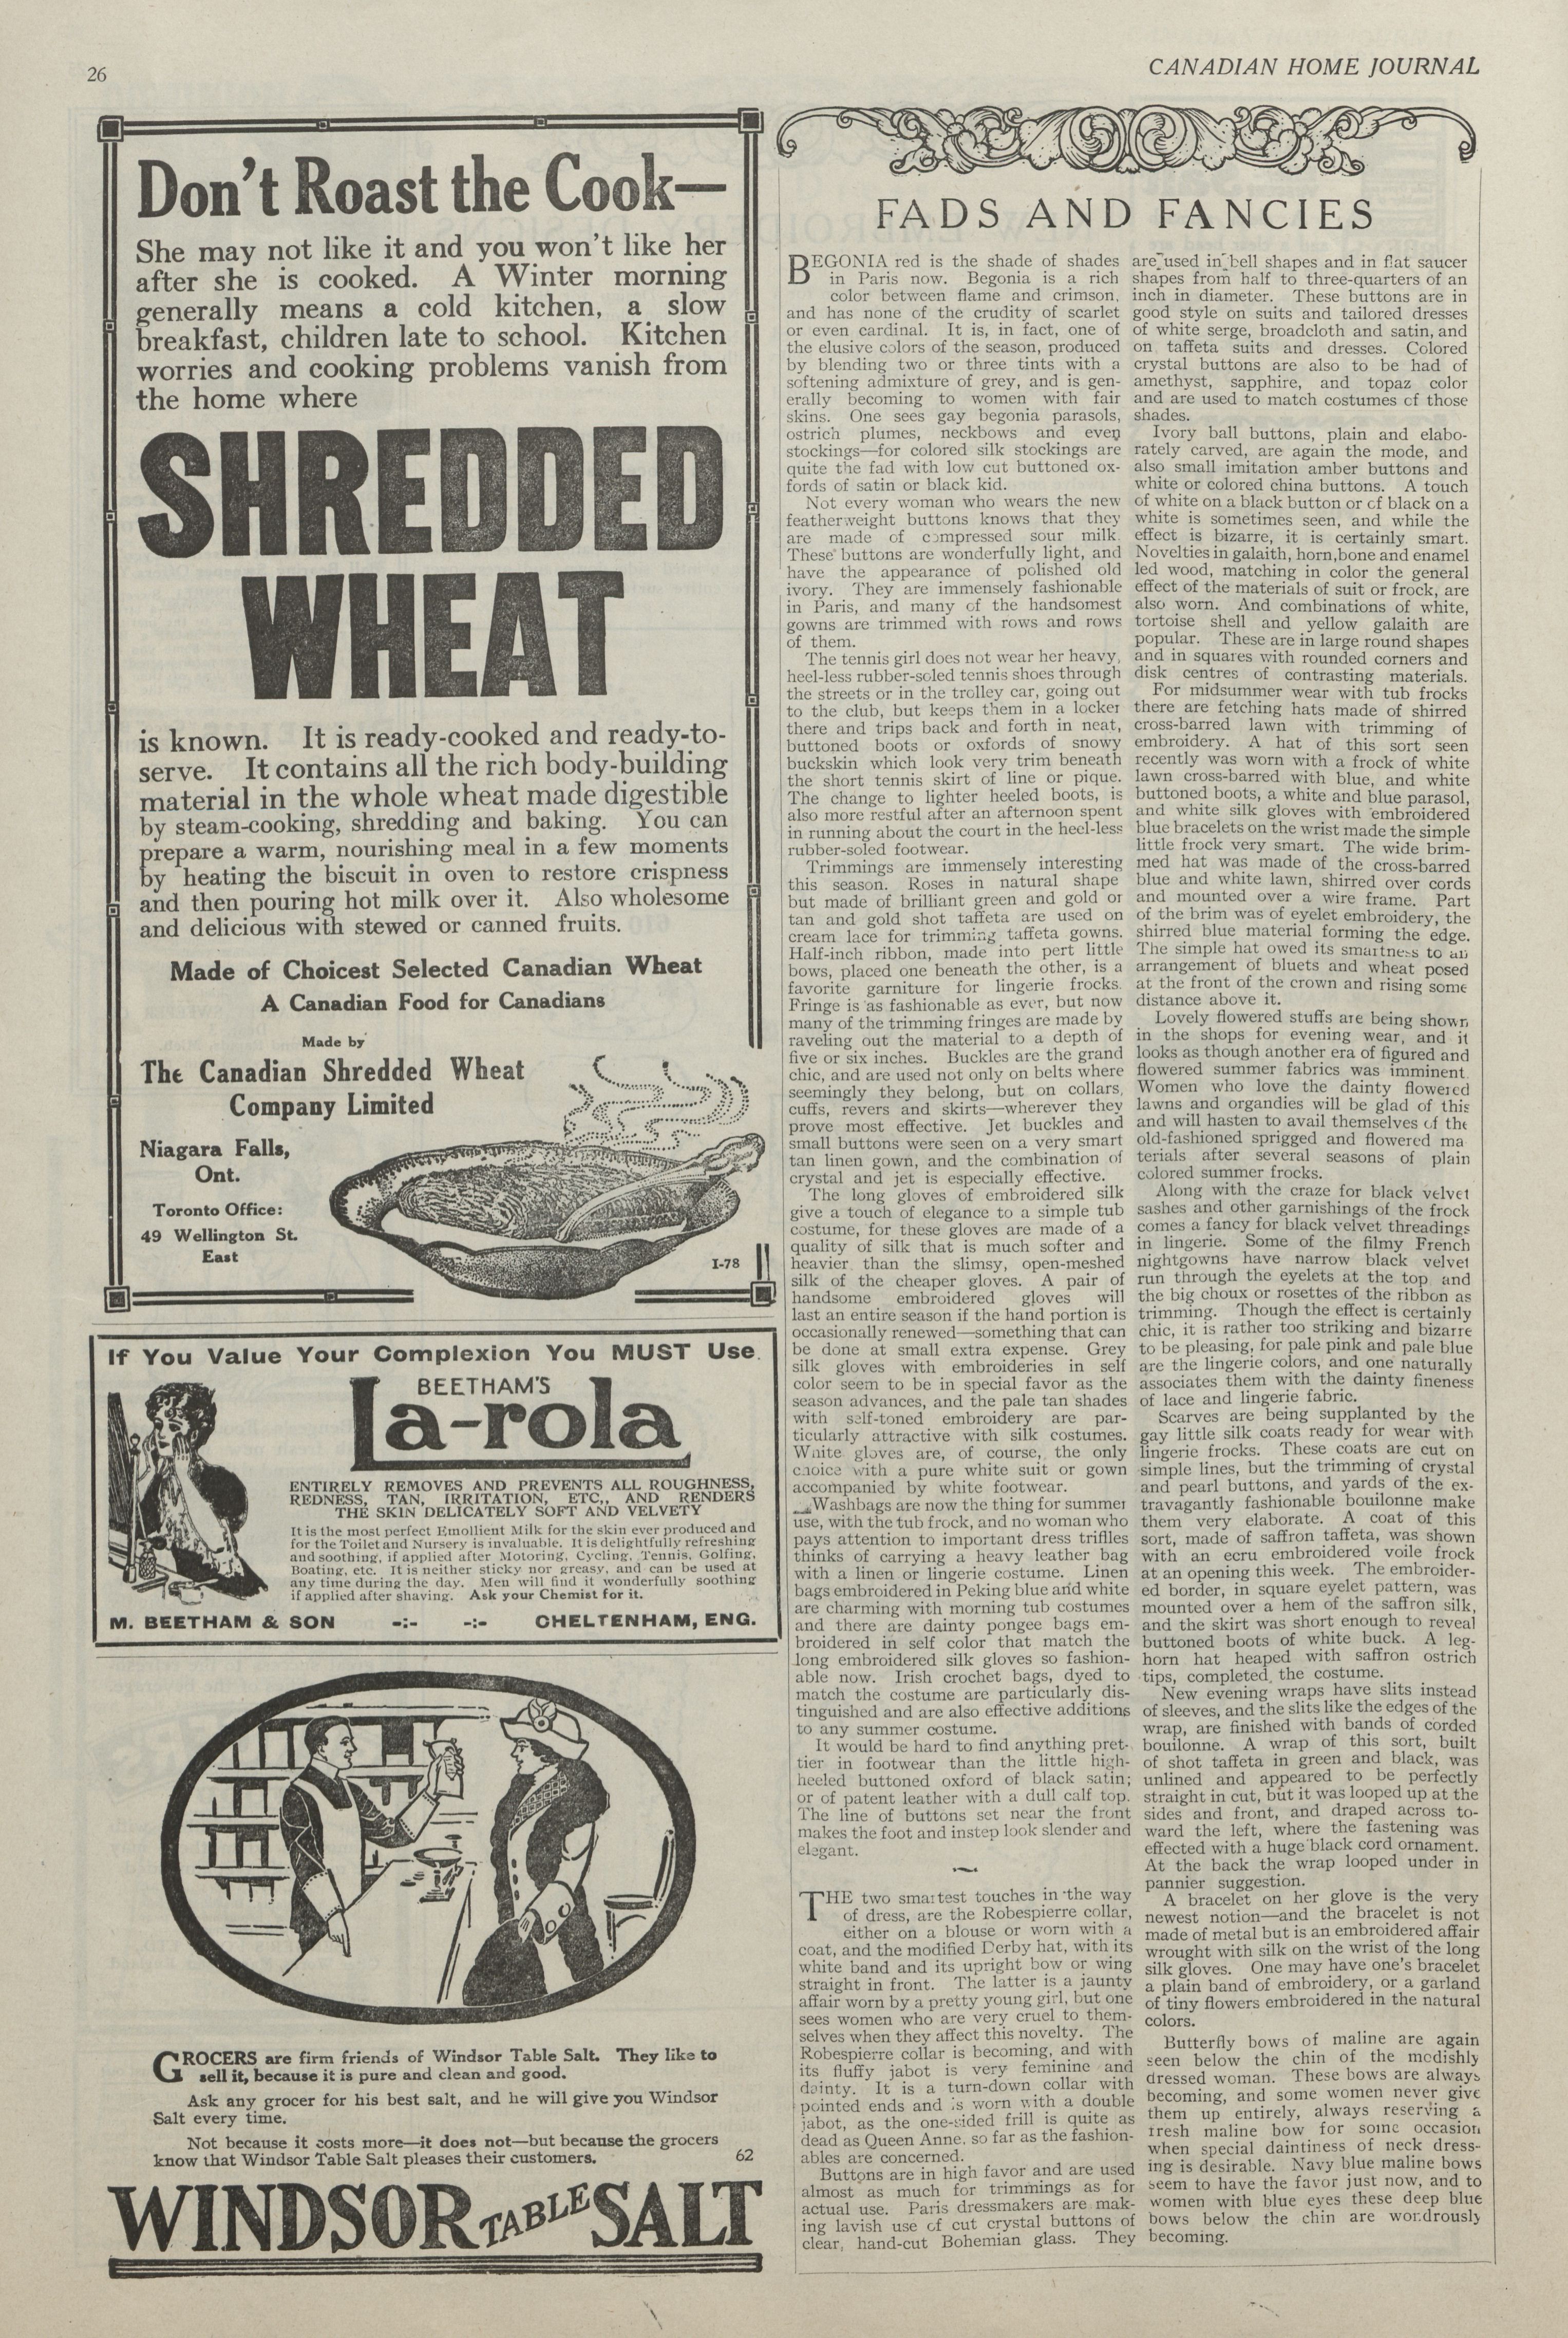 26
CANADIAN HOME JOURNAL
Don't Roast the Cook—
She may not like it and you won't like her
after she is cooked. A Winter morning
generally means a cold kitchen, a slow
breakfast, children late to school. Kitchen
worries and cooking problems vanish from
the home where
SHREDDED
WHEAT
is known. It is ready-cooked and ready-to-
serve. It contains all the rich body-building
material in the whole wheat made digestible
by steam-cooking, shredding and baking. You can
prepare a warm, nourishing meal in a few moments
by heating the biscuit in oven to restore crispness
and then pouring hot milk over it. Also wholesome
and delicious with stewed or canned fruits.
Made of Choicest Selected Canadian Wheat
A Canadian Food for Canadians
Made by
The Canadian Shredded Wheat
Company Limited
Niagara Falls,
Ont.
Toronto Office:
49 Wellington St.
East
I-78
If You Value Your Complexion You MUST Use
BEETHAM'S
La-rola
ENTIRELY REMOVES AND PREVENTS ALL ROUGHNESS,
REDNESS, TAN, IRRITATION, ETC., AND RENDERS
THE SKIN DELICATELY SOFT AND VELVETY
It is the most perfect Emollient Milk for the skin ever produced and
for the Toilet and Nursery is invaluable. It is delightfully refreshing
and soothing, if applied after Motoring, Cycling, Tennis, Golfing,
Boating, etc. It is neither sticky nor greasy, and can be used at
any time during the day. Men will find it wonderfully soothing
if applied after shaving. Ask your Chemist for it.
M. BEETHAM & SON -:- -:- CHELTENHAM, ENG.
GROCERS are firm friends of Windsor Table Salt. They like to
sell it, because it is pure and clean and good.
Ask any grocer for his best salt, and he will give you Windsor
Salt every time.
Not because it costs more—it does not—but because the grocers
know that Windsor Table Salt pleases their customers.
62
WINDSOR TABLE SALT
FADS AND FANCIES
BEGONIA red is the shade of shades
in Paris now. Begonia is a rich
color between flame and crimson,
and has none of the crudity of scarlet
or even cardinal. It is, in fact, one of
the elusive colors of the season, produced
by blending two or three tints with a
softening admixture of grey, and is gen-
erally becoming to women with fair
skins. One sees gay begonia parasols,
ostrich plumes, neckbows and even
stockings—for colored silk stockings are
quite the fad with low cut buttoned ox-
fords of satin or black kid.
Not every woman who wears the new
featherweight buttons knows that they
are made of compressed sour milk.
These buttons are wonderfully light, and
have the appearance of polished old
ivory. They are immensely fashionable
in Paris, and many of the handsomest
gowns are trimmed with rows and rows
of them.
The tennis girl does not wear her heavy,
heel-less rubber-soled tennis shoes through
the streets or in the trolley car, going out
to the club, but keeps them in a locker
there and trips back and forth in neat,
buttoned boots or oxfords of snowy
buckskin which look very trim beneath
the short tennis skirt of line or pique.
The change to lighter heeled boots, is
also more restful after an afternoon spent
in running about the court in the heel-less
rubber-soled footwear.
Trimmings are immensely interesting
this season. Roses in natural shape
but made of brilliant green and gold or
tan and gold shot taffeta are used on
cream lace for trimming taffeta gowns.
Half-inch ribbon, made into pert little
bows, placed one beneath the other, is a
favorite garniture for lingerie frocks.
Fringe is as fashionable as ever, but now
many of the trimming fringes are made by
raveling out the material to a depth of
five or six inches. Buckles are the grand
chic, and are used not only on belts where
seemingly they belong, but on collars,
cuffs, revers and skirts—wherever they
prove most effective. Jet buckles and
small buttons were seen on a very smart
tan linen gown, and the combination of
crystal and jet is especially effective.
The long gloves of embroidered silk
give a touch of elegance to a simple tub
costume, for these gloves are made of a
quality of silk that is much softer and
heavier than the slimsy, open-meshed
silk of the cheaper gloves. A pair of
handsome embroidered gloves will
last an entire season if the hand portion is
occasionally renewed—something that can
be done at small extra expense. Grey
silk gloves with embroideries in self
color seem to be in special favor as the
season advances, and the pale tan shades
with self-toned embroidery are par-
ticularly attractive with silk costumes.
White gloves are, of course, the only
choice with a pure white suit or gown
accompanied by white footwear.
Washbags are now the thing for summer
use, with the tub frock, and no woman who
pays attention to important dress triflles
thinks of carrying a heavy leather bag
with a linen or lingerie costume. Linen
bags embroidered in Peking blue and white
are charming with morning tub costumes
and there are dainty pongee bags em-
broidered in self color that match the
long embroidered silk gloves so fashion-
able now. Irish crochet bags, dyed to
match the costume are particularly dis-
tinguished and are also effective additions
to any summer costume.
It would be hard to find anything pret-
tier in footwear than the little high-
heeled buttoned oxford of black satin;
or of patent leather with a dull calf top.
The line of buttons set near the front
makes the foot and instep look slender and
elegant.
THE two smartest touches in the way
of dress, are the Robespierre collar,
either on a blouse or worn with a
coat, and the modified Derby hat, with its
white band and its upright bow or wing
straight in front. The latter is a jaunty
affair worn by a pretty young girl, but one
sees women who are very cruel to them-
selves when they affect this novelty. The
Robespierre collar is becoming, and with
its fluffy jabot is very feminine and
dainty. It is a turn-down collar with
pointed ends and is worn with a double
jabot, as the one-sided frill is quite as
dead as Queen Anne, so far as the fashion-
ables are concerned.
Buttons are in high favor and are used
almost as much for trimmings as for
actual use. Paris dressmakers are mak-
ing lavish use of cut crystal buttons of
clear, hand-cut Bohemian glass. They
are used in bell shapes and in flat saucer
shapes from half to three-quarters of an
inch in diameter. These buttons are in
good style on suits and tailored dresses
of white serge, broadcloth and satin, and
on taffeta suits and dresses. Colored
crystal buttons are also to be had of
amethyst, sapphire, and topaz color
and are used to match costumes of those
shades.
Ivory ball buttons, plain and elabo-
rately carved, are again the mode, and
also small imitation amber buttons and
white or colored china buttons. A touch
of white on a black button or of black on a
white is sometimes seen, and while the
effect is bizarre, it is certainly smart.
Novelties in galaith, horn, bone and enamel
led wood, matching in color the general
effect of the materials of suit or frock, are
also worn. And combinations of white,
tortoise shell and yellow galaith are
popular. These are in large round shapes
and in squares with rounded corners and
disk centres of contrasting materials.
For midsummer wear with tub frocks
there are fetching hats made of shirred
cross-barred lawn with trimming of
embroidery. A hat of this sort seen
recently was worn with a frock of white
lawn cross-barred with blue, and white
buttoned boots, a white and blue parasol,
and white silk gloves with embroidered
blue bracelets on the wrist made the simple
little frock very smart. The wide brim-
med hat was made of the cross-barred
blue and white lawn, shirred over cords
and mounted over a wire frame. Part
of the brim was of eyelet embroidery, the
shirred blue material forming the edge.
The simple hat owed its smartness to an
arrangement of bluets and wheat posed
at the front of the crown and rising some
distance above it.
Lovely flowered stuffs are being shown
in the shops for evening wear, and it
looks as though another era of figured and
flowered summer fabrics was imminent.
Women who love the dainty flowered
lawns and organdies will be glad of this
and will hasten to avail themselves of the
old-fashioned sprigged and flowered ma
terials after several seasons of plain
colored summer frocks.
Along with the craze for black velvet
sashes and other garnishings of the frock
comes a fancy for black velvet threadings
in lingerie. Some of the filmy French
nightgowns have narrow black velvet
run through the eyelets at the top and
the big choux or rosettes of the ribbon as
trimming. Though the effect is certainly
chic, it is rather too striking and bizarre
to be pleasing, for pale pink and pale blue
are the lingerie colors, and one naturally
associates them with the dainty fineness
of lace and lingerie fabric.
Scarves are being supplanted by the
gay little silk coats ready for wear with
lingerie frocks. These coats are cut on
simple lines, but the trimming of crystal
and pearl buttons, and yards of the ex-
travagantly fashionable bouilonne make
them very elaborate. A coat of this
sort, made of saffron taffeta, was shown
with an ecru embroidered voile frock
at an opening this week. The embroider-
ed border, in square eyelet pattern, was
mounted over a hem of the saffron silk,
and the skirt was short enough to reveal
buttoned boots of white buck. A leg-
horn hat heaped with saffron ostrich
tips, completed the costume.
New evening wraps have slits instead
of sleeves, and the slits like the edges of the
wrap, are finished with bands of corded
bouilonne. A wrap of this sort, built
of shot taffeta in green and black, was
unlined and appeared to be perfectly
straight in cut, but it was looped up at the
sides and front, and draped across to-
ward the left, where the fastening was
effected with a huge black cord ornament.
At the back the wrap looped under in
pannier suggestion.
A bracelet on her glove is the very
newest notion—and the bracelet is not
made of metal but is an embroidered affair
wrought with silk on the wrist of the long
silk gloves. One may have one's bracelet
a plain band of embroidery, or a garland
of tiny flowers embroidered in the natural
colors.
Butterfly bows of maline are again
seen below the chin of the modishly
dressed woman. These bows are always
becoming, and some women never give
them up entirely, always reserving a
fresh maline bow for some occasion
when special daintiness of neck dress-
ing is desirable. Navy blue maline bows
seem to have the favor just now, and to
women with blue eyes these deep blue
bows below the chin are wondrously
becoming.